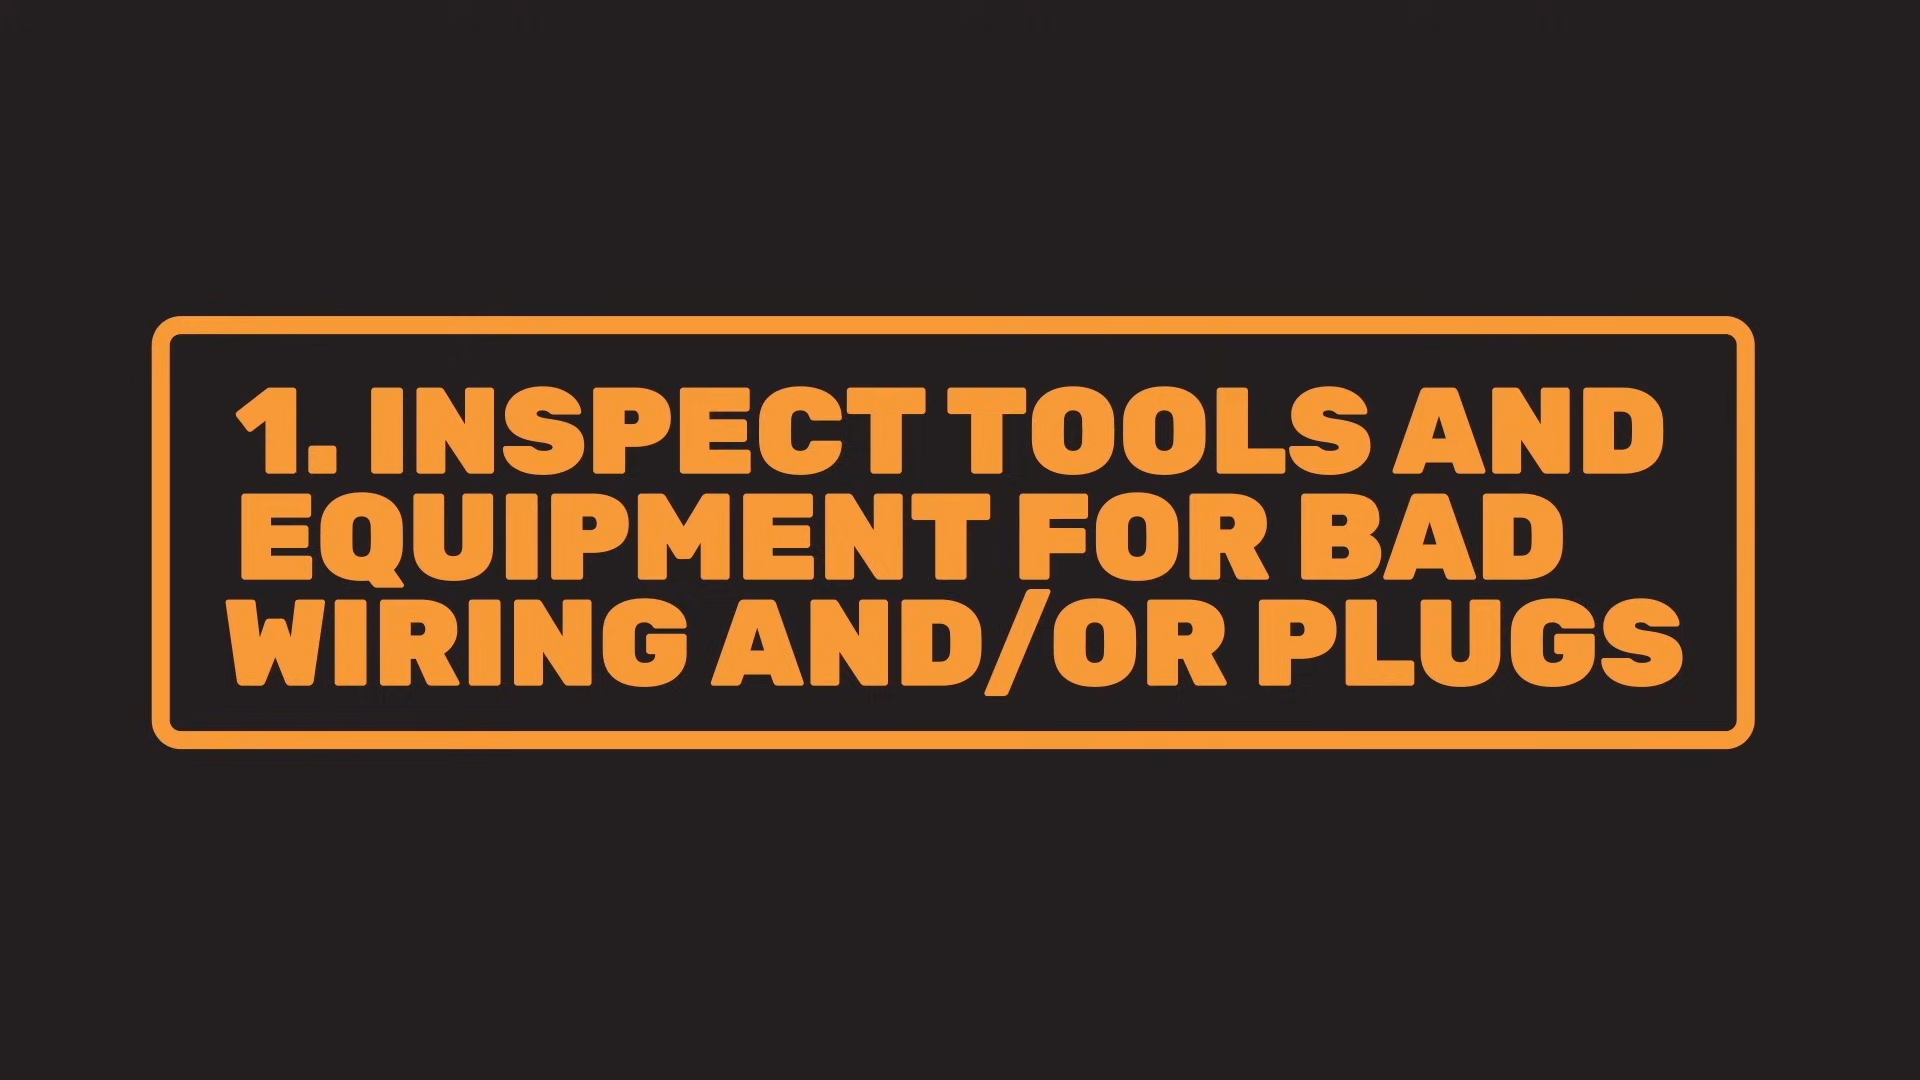 1. INSPECT TOOLS AND
EQUIPMENT FOR BAD
WIRING AND/OR PLUGS